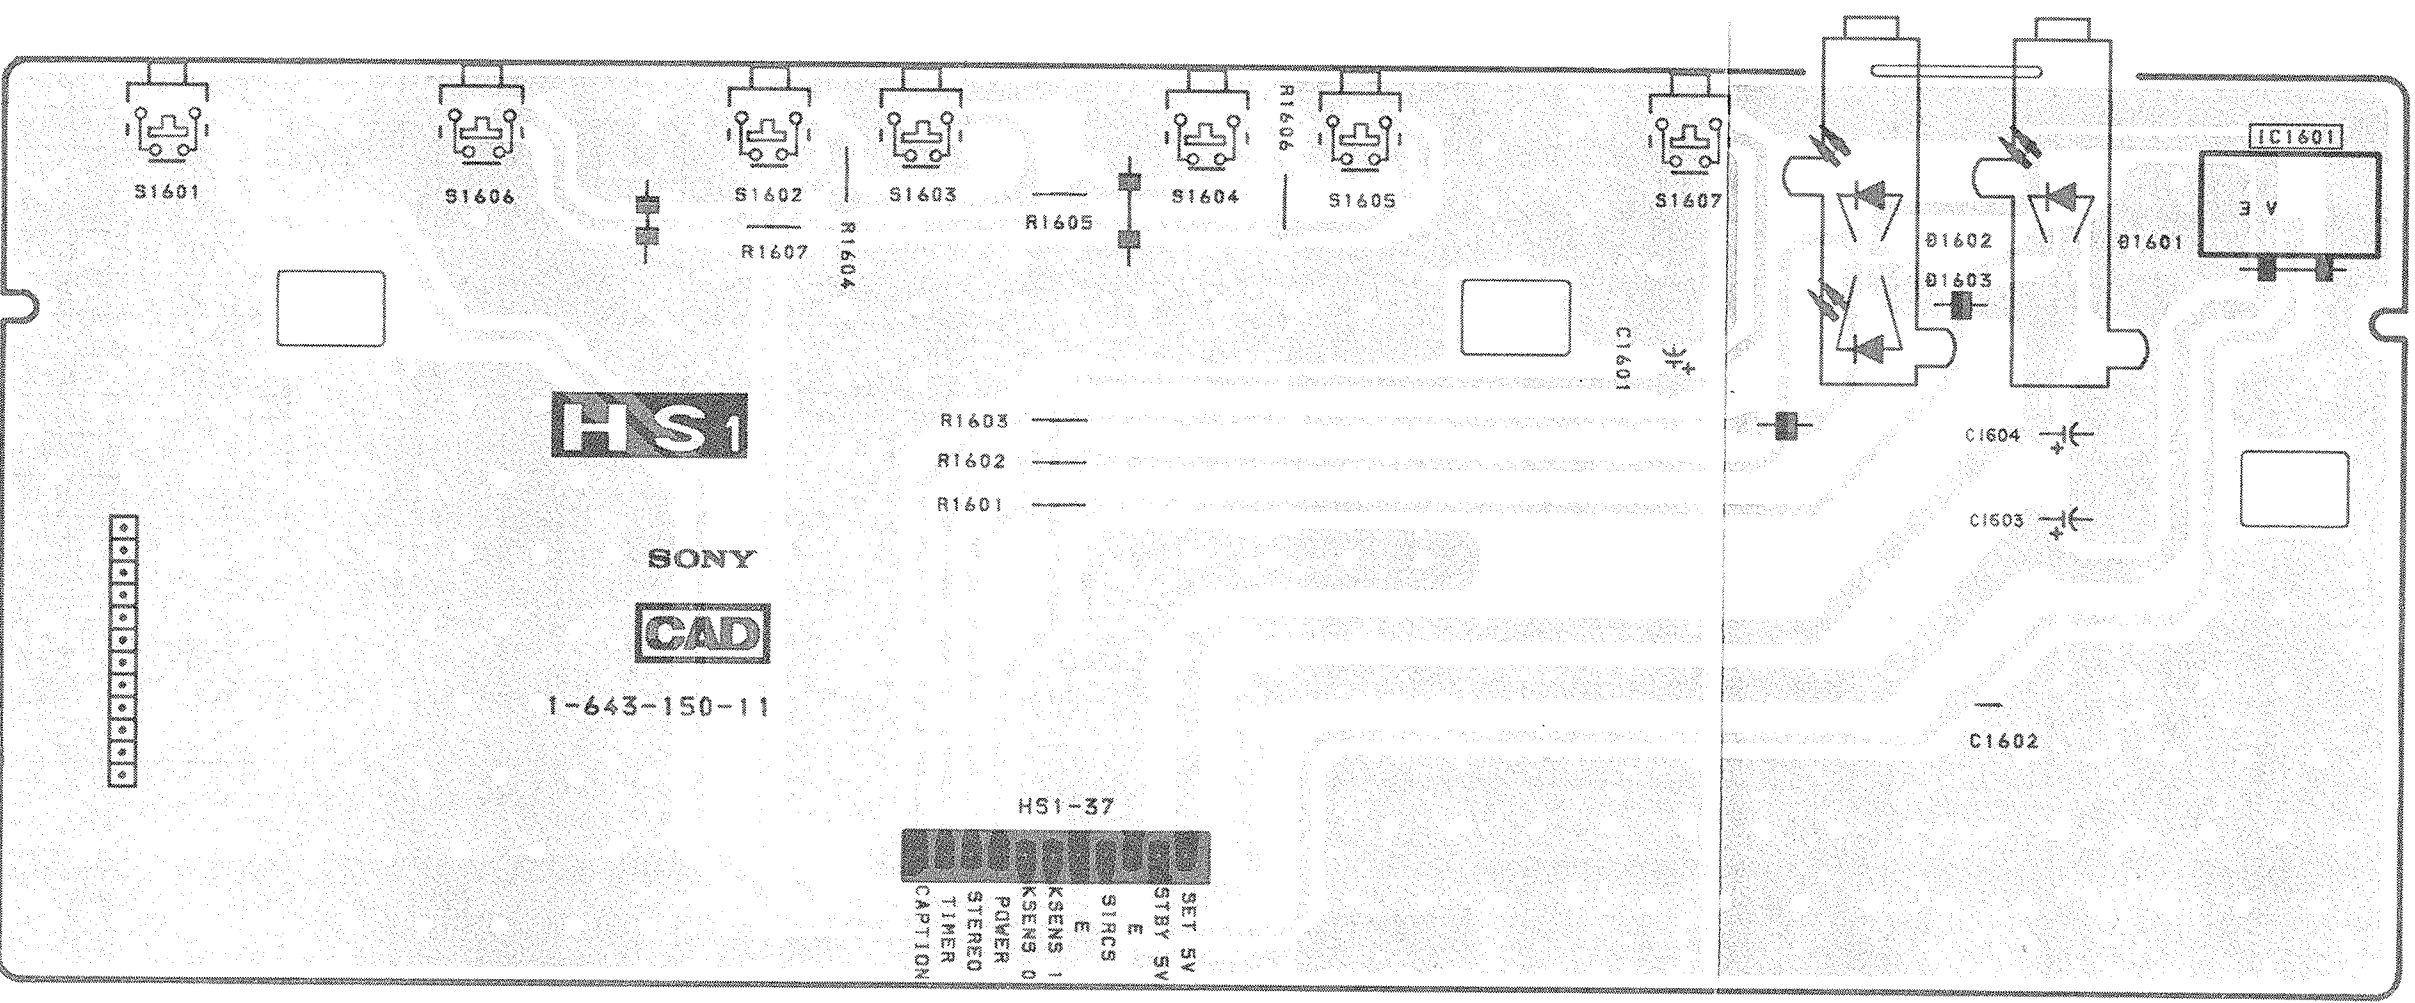 IC1601
S1601
S1606
S1602
S1603
S1604
R1606
S1605
S1607
R1607
R1604
R1605
D1602
D1601
D1603
C1601
HS1
R1603
R1602
R1601
C1604
C1603
SONY
CAD
1-643-150-11
C1602
HS1-37
CAPTION
TIMER
STEREO
POWER
KSENS 0
KSENS 1
E
SIRCS
E
STBY 5V
SET 5V